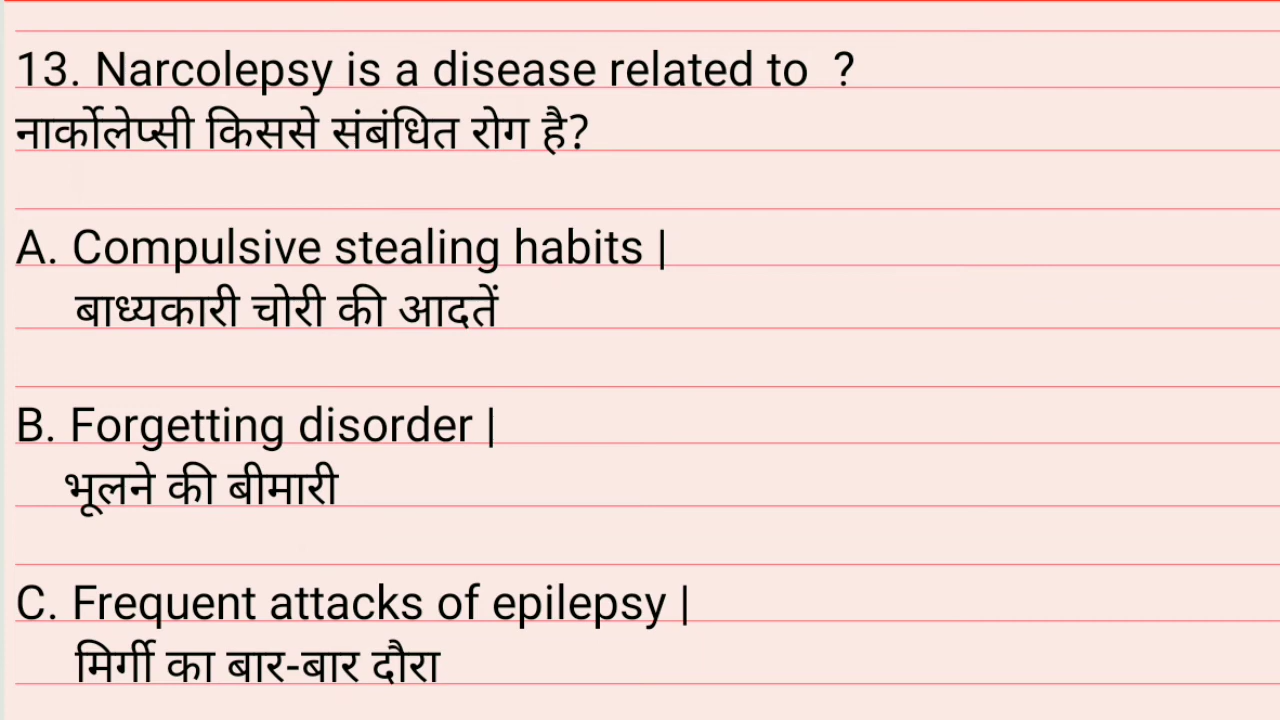 13. Narcolepsy is a disease related to ?
नार्कोलेप्सी किससे संबंधित रोग है?
A. Compulsive stealing habits |
बाध्यकारी चोरी की आदतें
B. Forgetting disorder |
भूलने की बीमारी
C. Frequent attacks of epilepsy |
मिर्गी का बार-बार दौरा